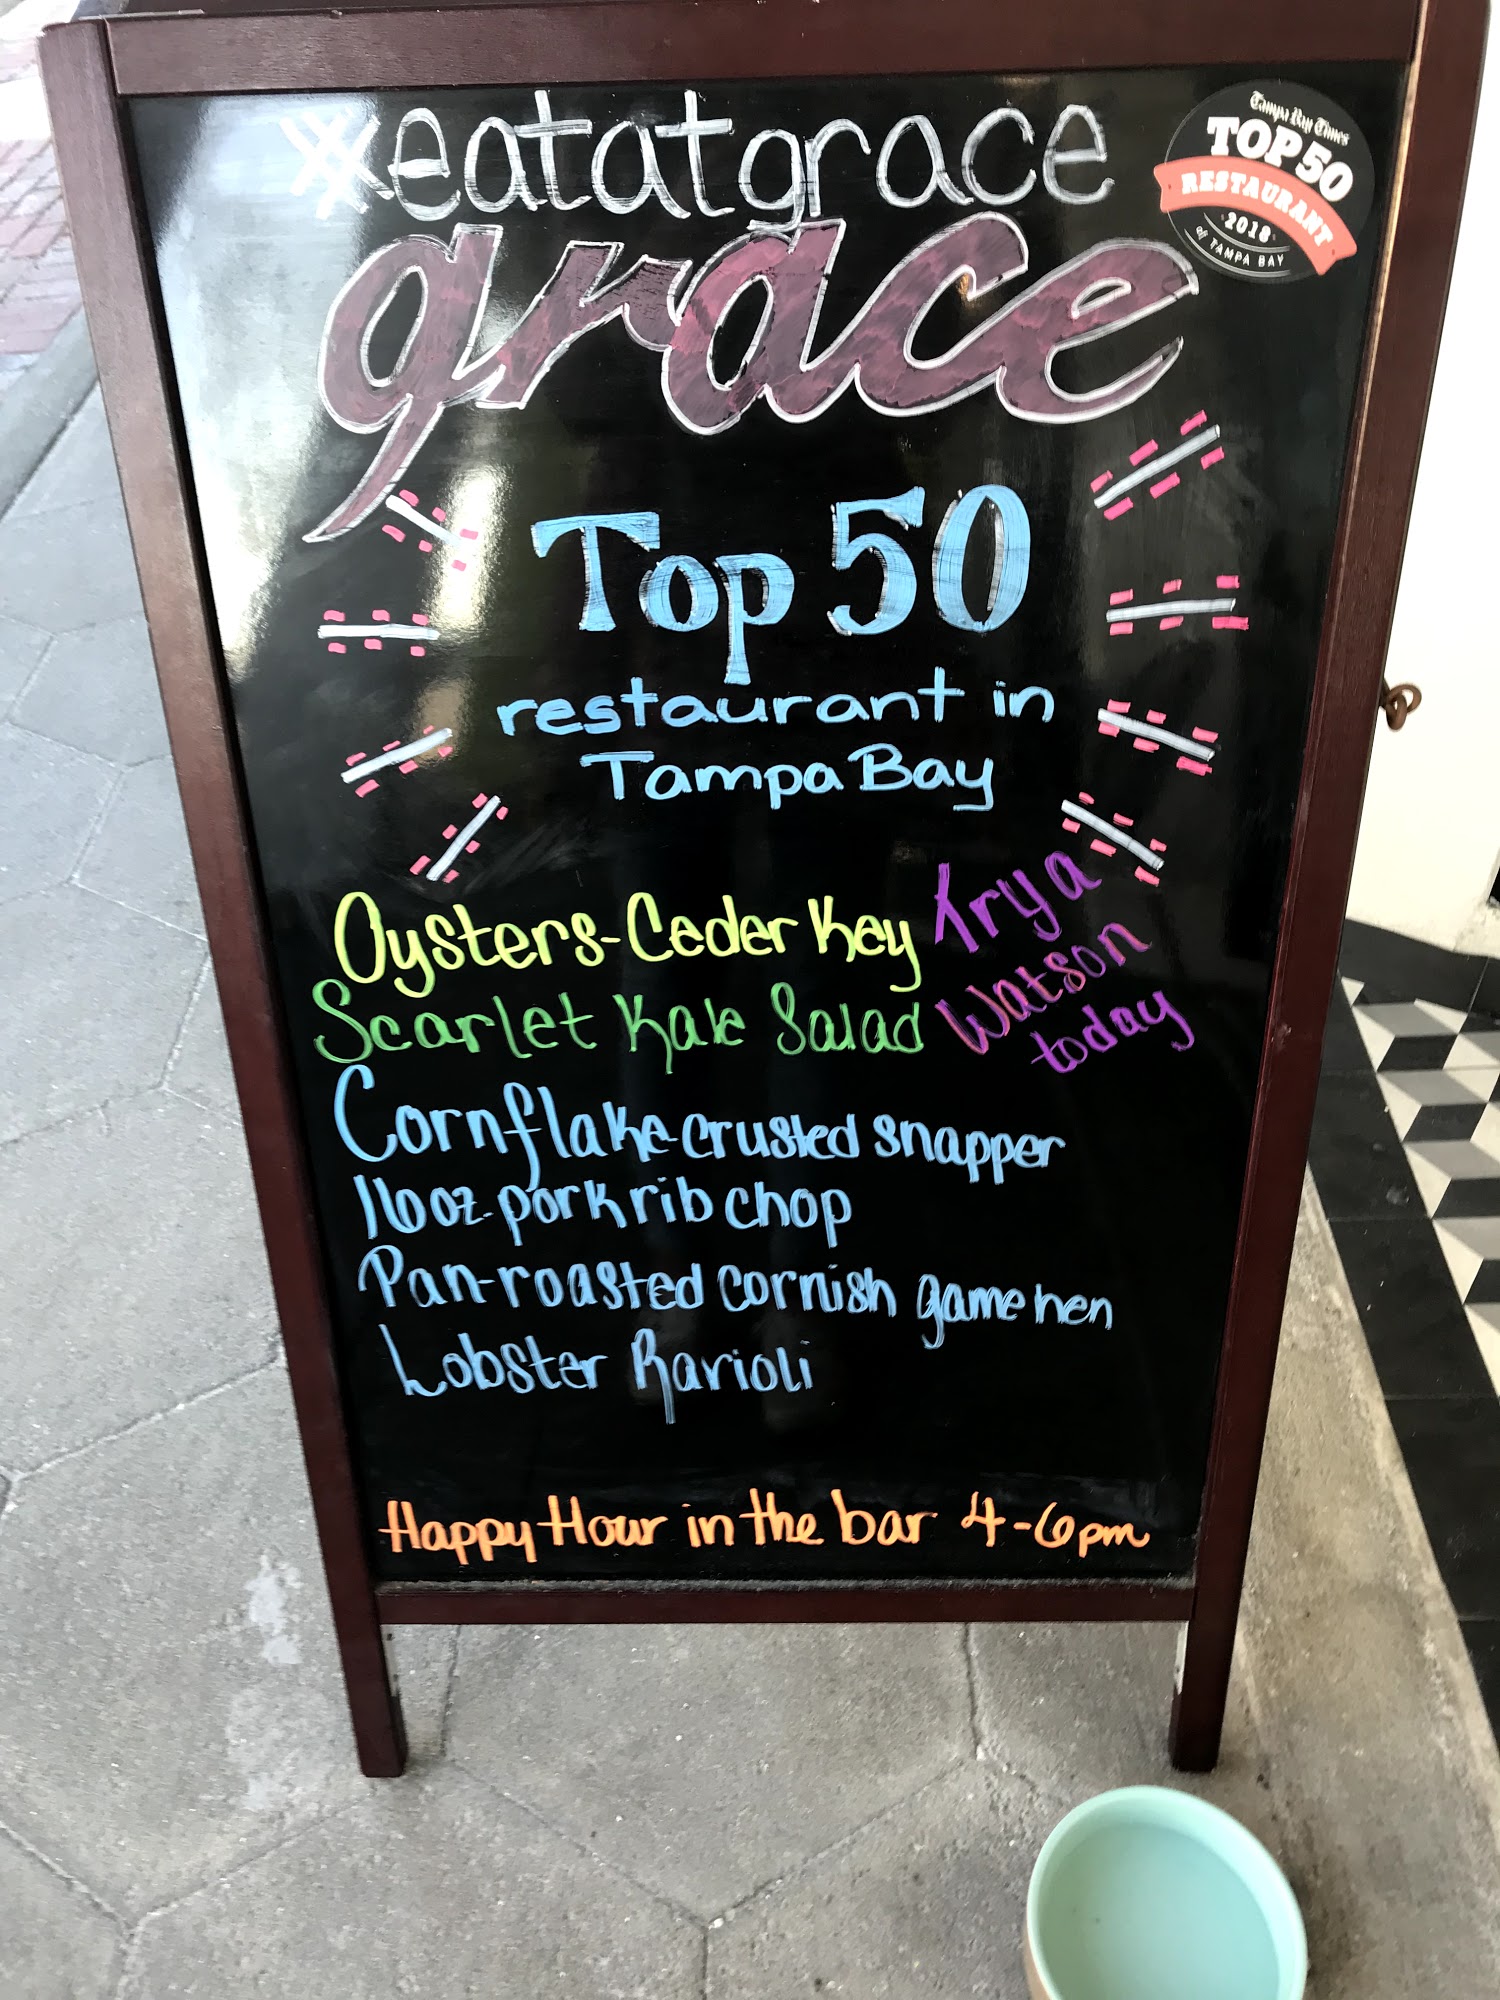 #eatatgrace
Tampa Bay Times
TOP 50
RESTAURANT
2018
of TAMPA BAY
grace
Top 50
restaurant in
Tampa Bay
Oysters-Ceder Key
Scarlet Kale Salad
Try a
Watson
today
Cornflake-crusted snapper
16oz. pork rib chop
Pan-roasted cornish game hen
Lobster Ravioli
Happy Hour in the bar 4-6pm